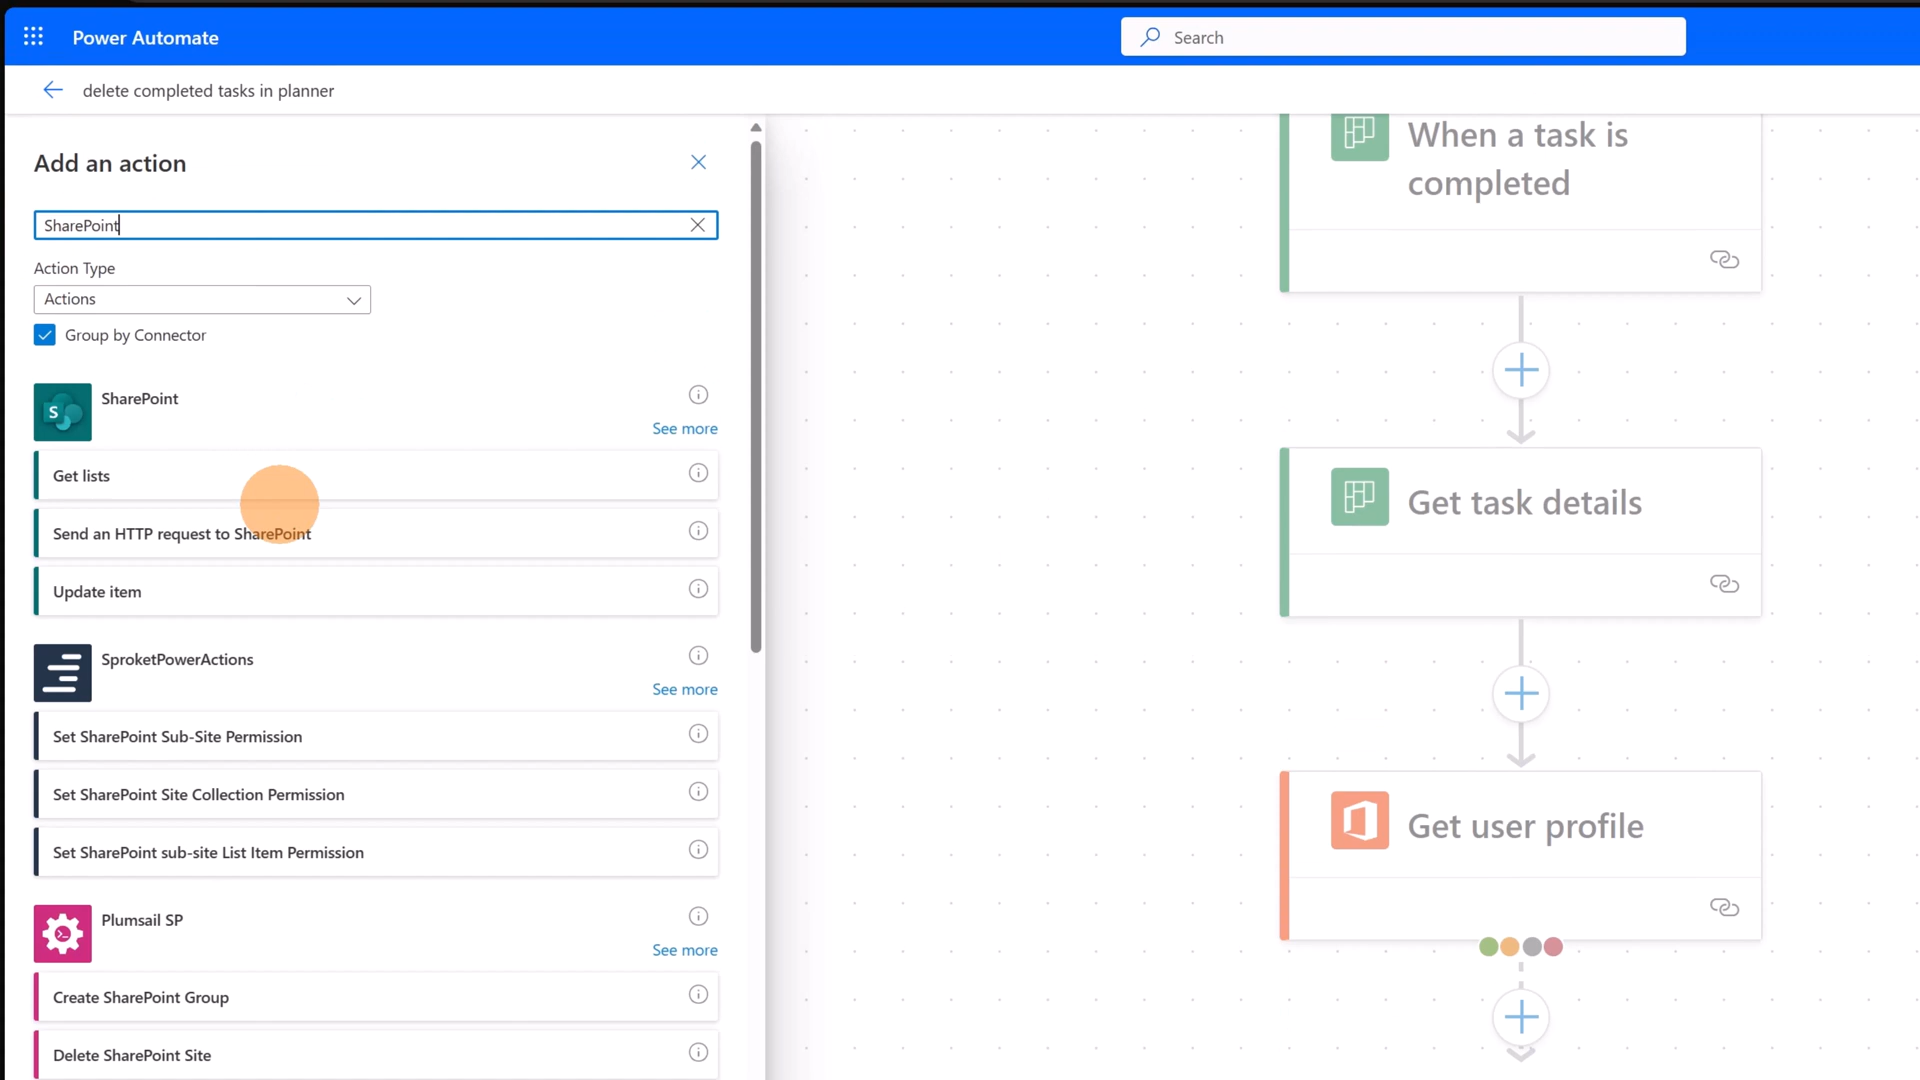 Power Automate
Search
delete completed tasks in planner
Add an action
SharePoint
Action Type
Actions
Group by Connector
SharePoint
See more
Get lists
Send an HTTP request to SharePoint
Update item
SproketPowerActions
See more
Set SharePoint Sub-Site Permission
Set SharePoint Site Collection Permission
Set SharePoint sub-site List Item Permission
Plumsail SP
See more
Create SharePoint Group
Delete SharePoint Site
When a task is
completed
Get task details
Get user profile